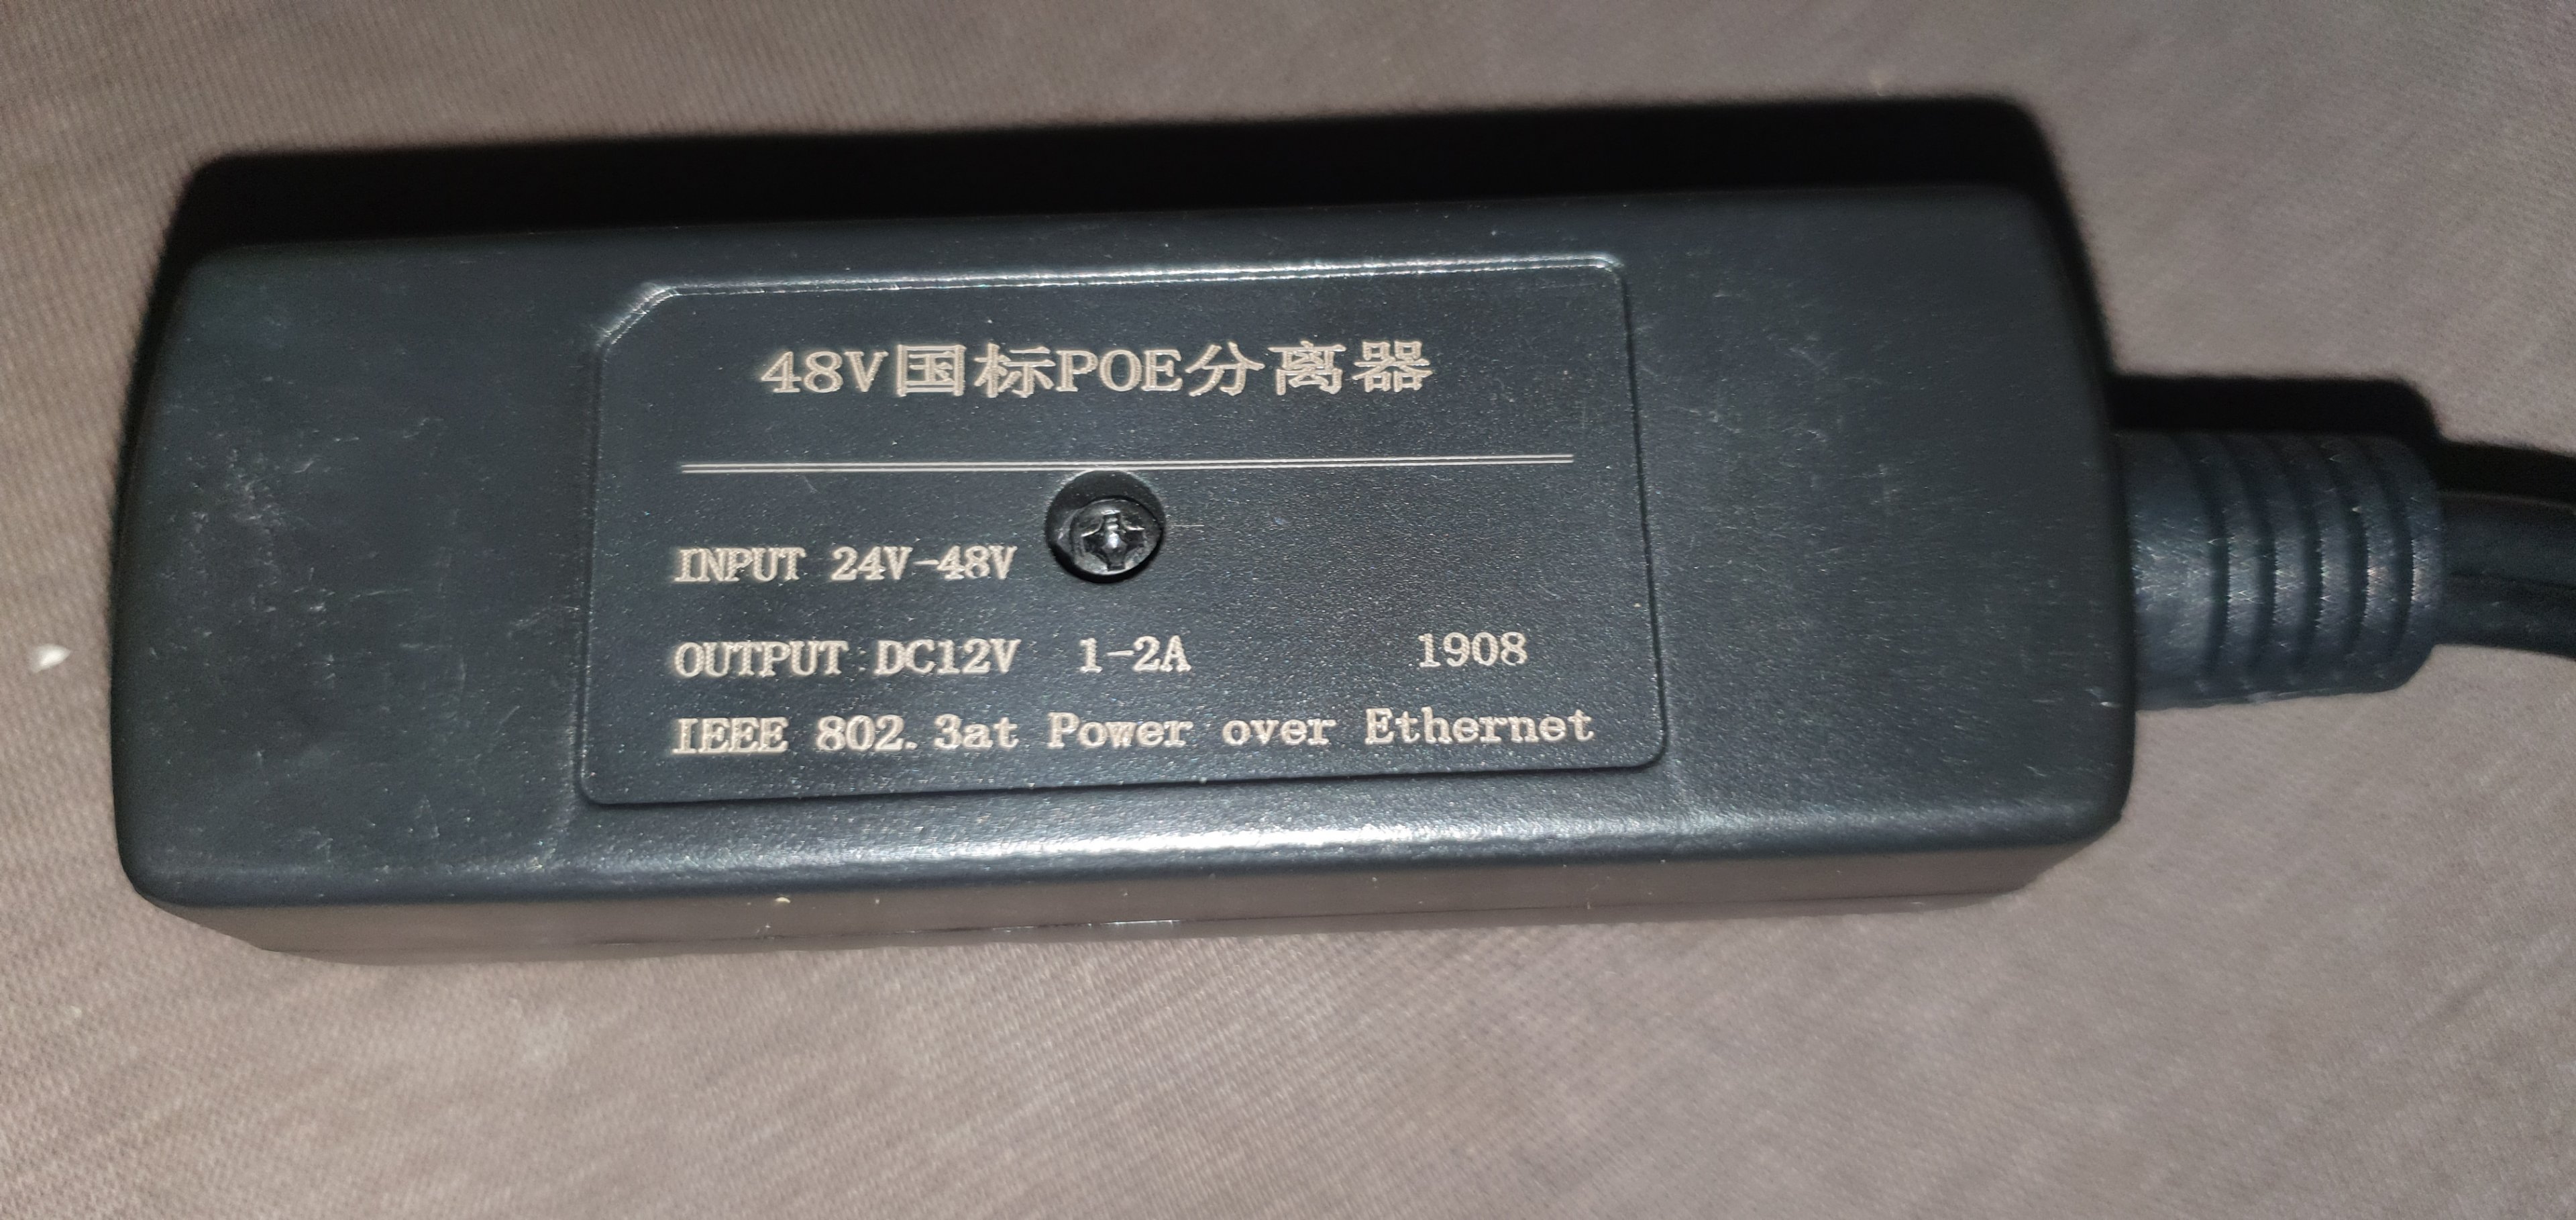 48V国标POE分离器
INPUT 24V-48V
OUTPUT DC12V 1-2A 1908
IEEE 802.3at Power over Ethernet